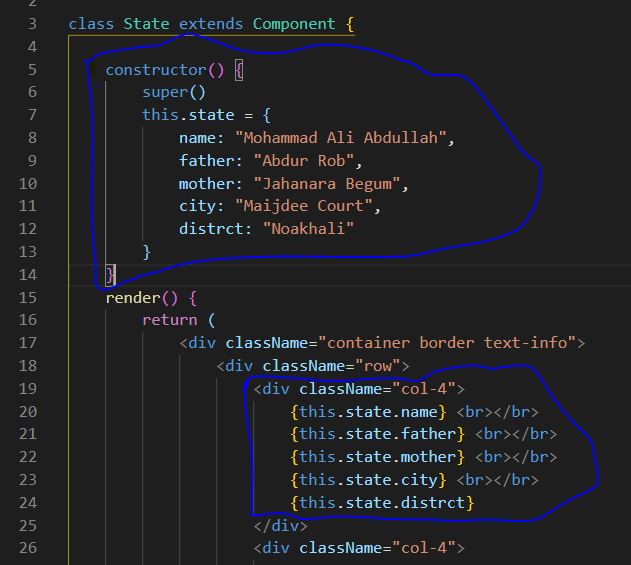 2
3 class State extends Component {
4
5 constructor() {
6 super()
7 this.state = {
8 name: "Mohammad Ali Abdullah",
9 father: "Abdur Rob",
10 mother: "Jahanara Begum",
11 city: "Maijdee Court",
12 distrct: "Noakhali"
13 }
14 }
15 render() {
16 return (
17 <div className="container border text-info">
18 <div className="row">
19 <div className="col-4">
20 {this.state.name} <br></br>
21 {this.state.father} <br></br>
22 {this.state.mother} <br></br>
23 {this.state.city} <br></br>
24 {this.state.distrct}
25 </div>
26 <div className="col-4">